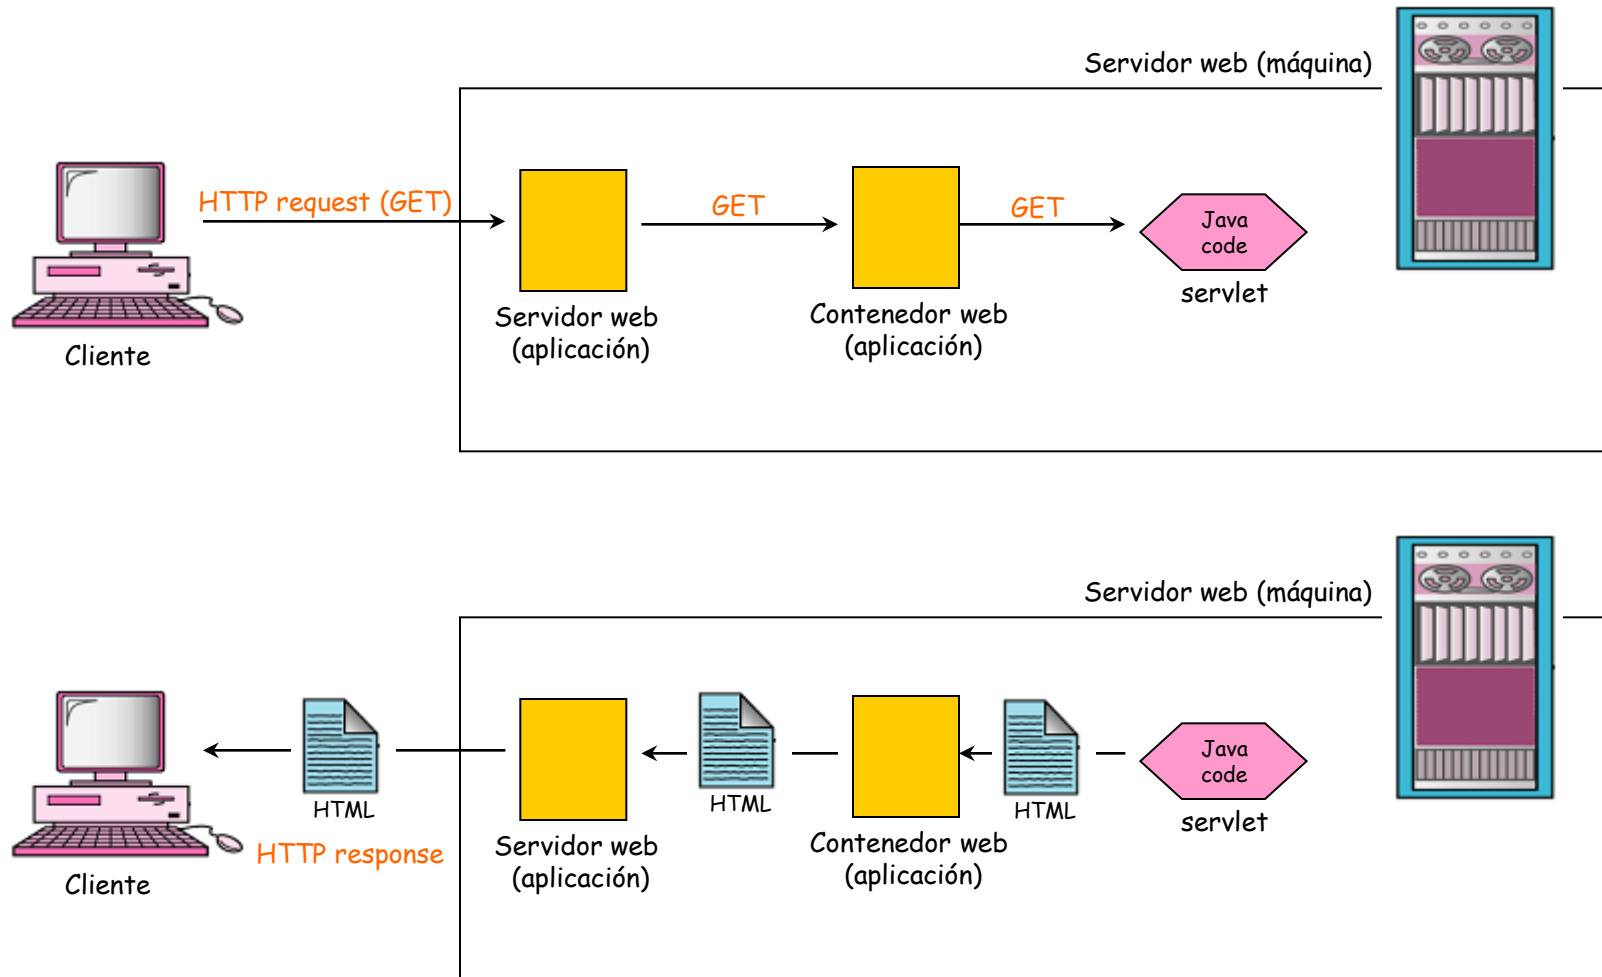 Servidor web (máquina)
HTTP request (GET)
GET
GET
Java
code
servlet
Servidor web
(aplicación)
Contenedor web
(aplicación)
Cliente
Servidor web (máquina)
Java
code
HTML
HTML
HTML
servlet
HTTP response
Servidor web
(aplicación)
Contenedor web
(aplicación)
Cliente